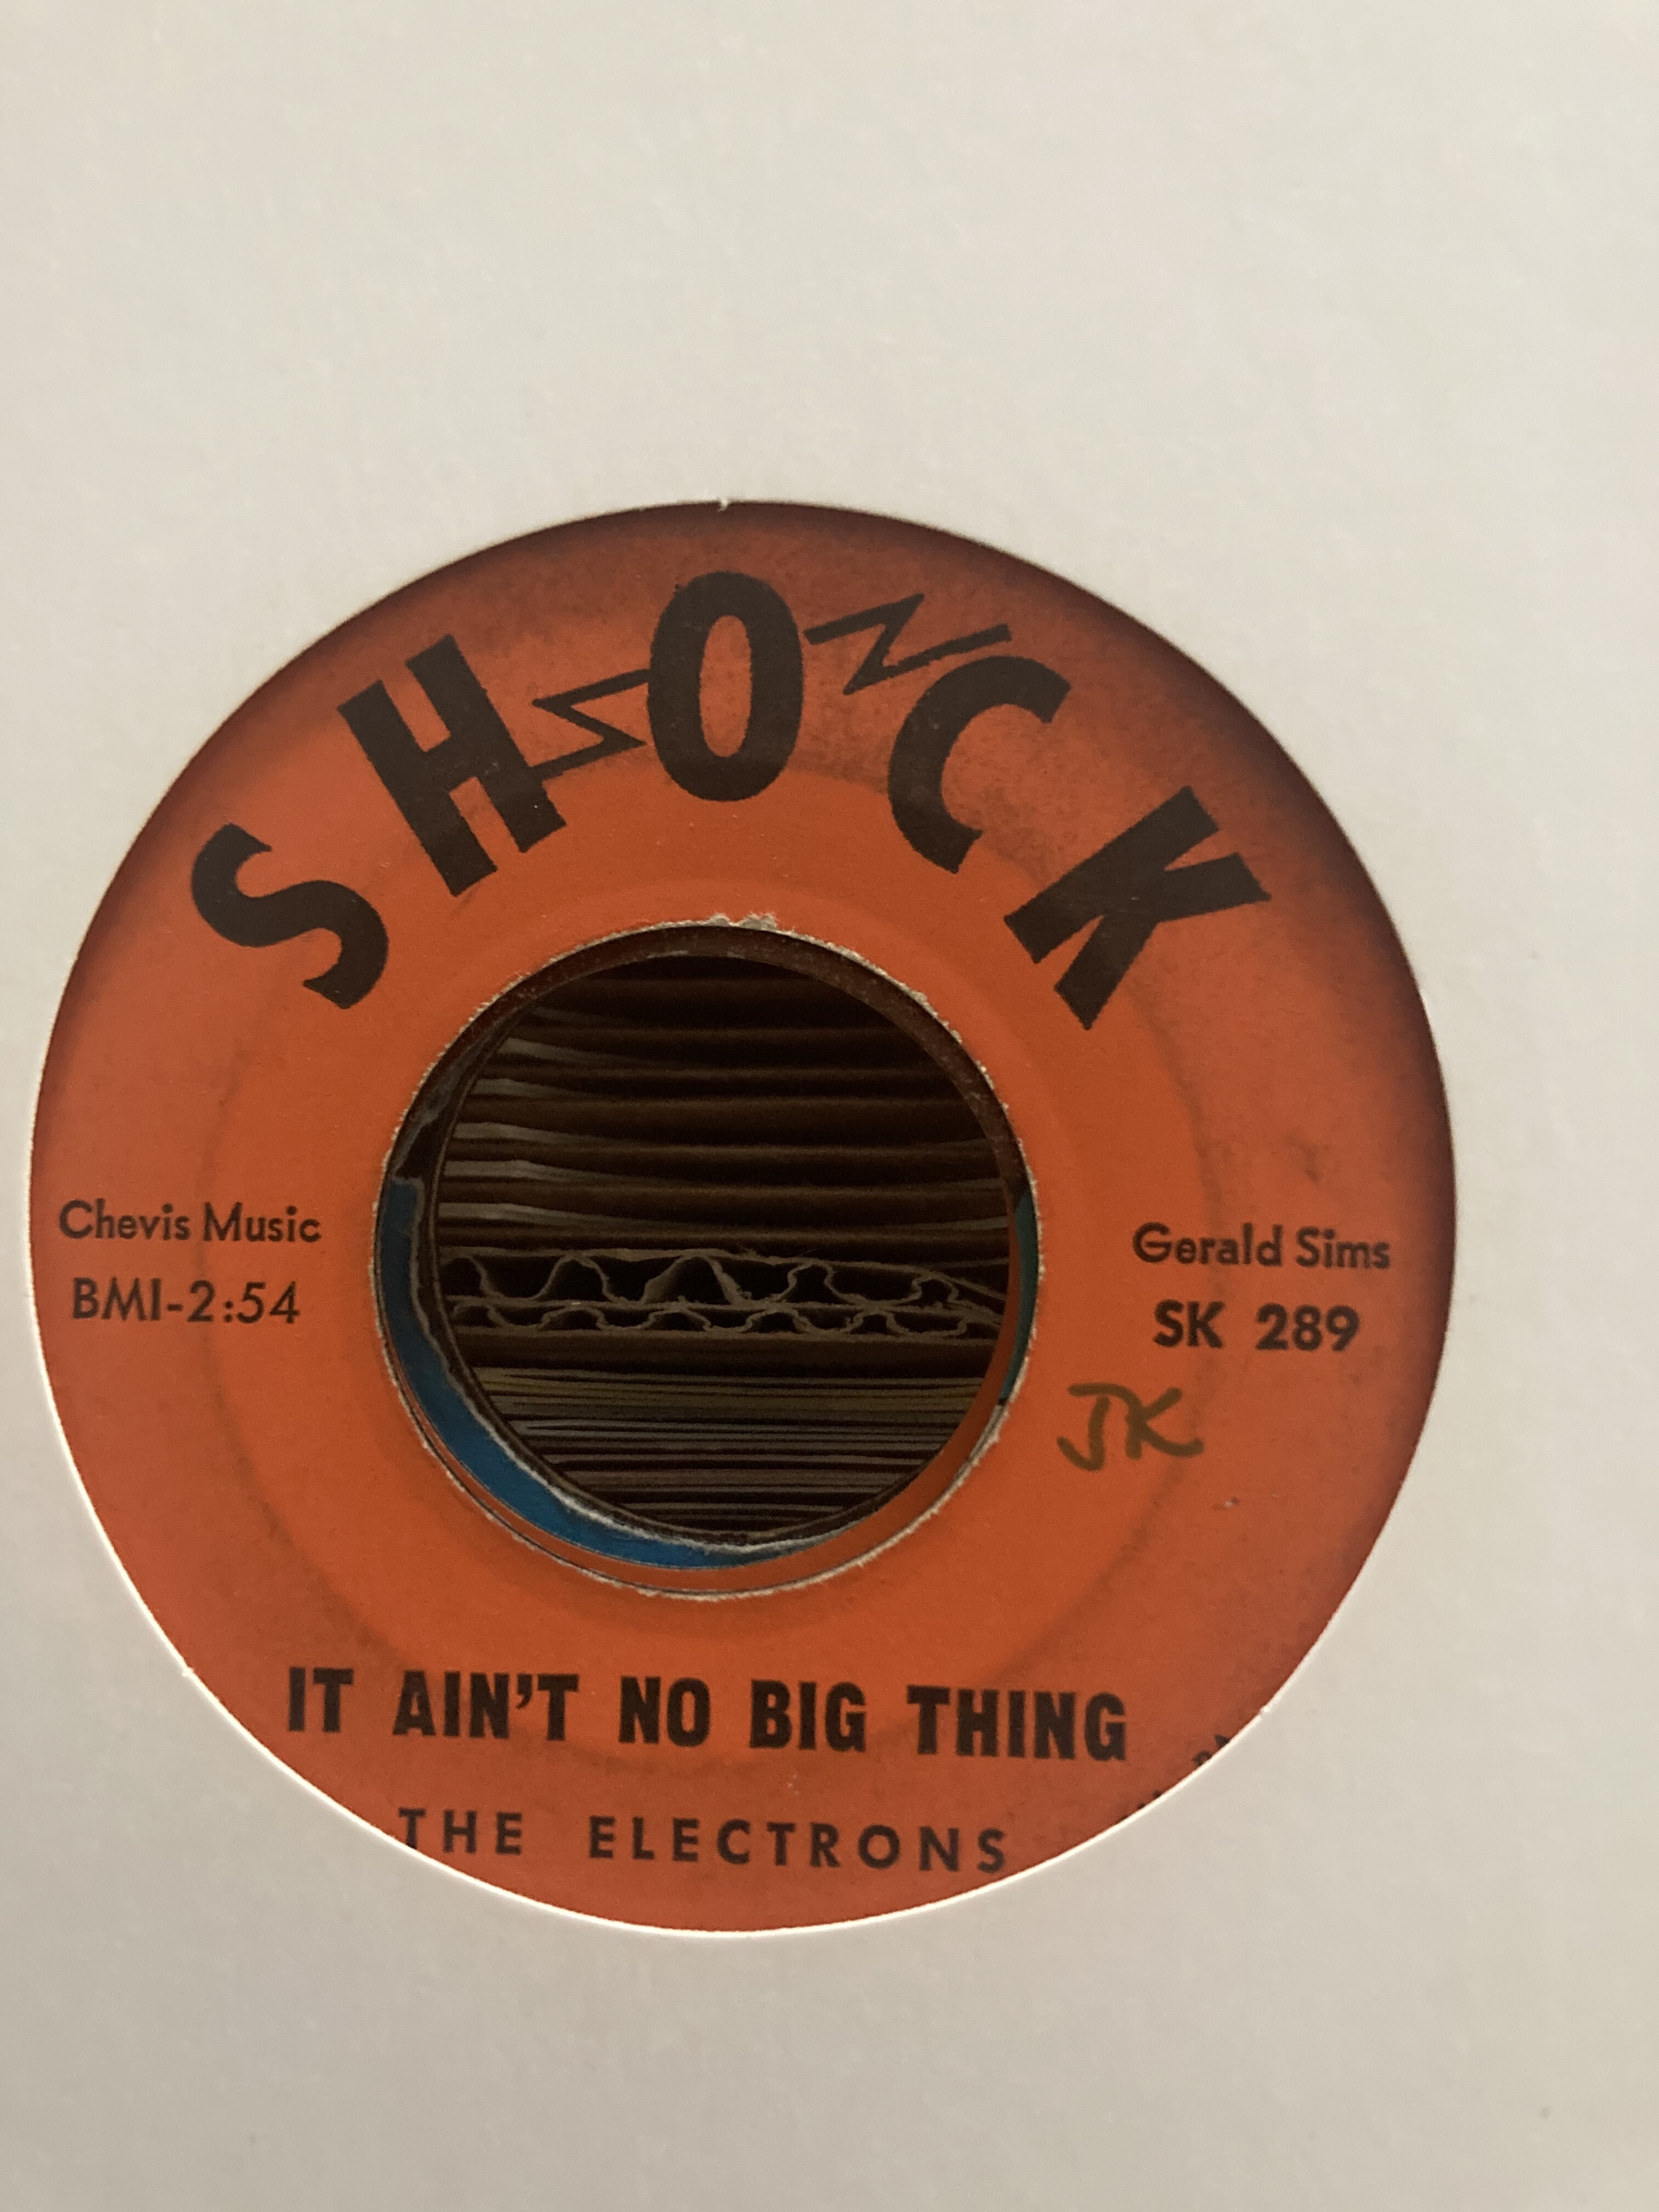 SHOCK
Chevis Music
BMI-2:54
Gerald Sims
SK 289
JK
IT AIN'T NO BIG THING
THE ELECTRONS